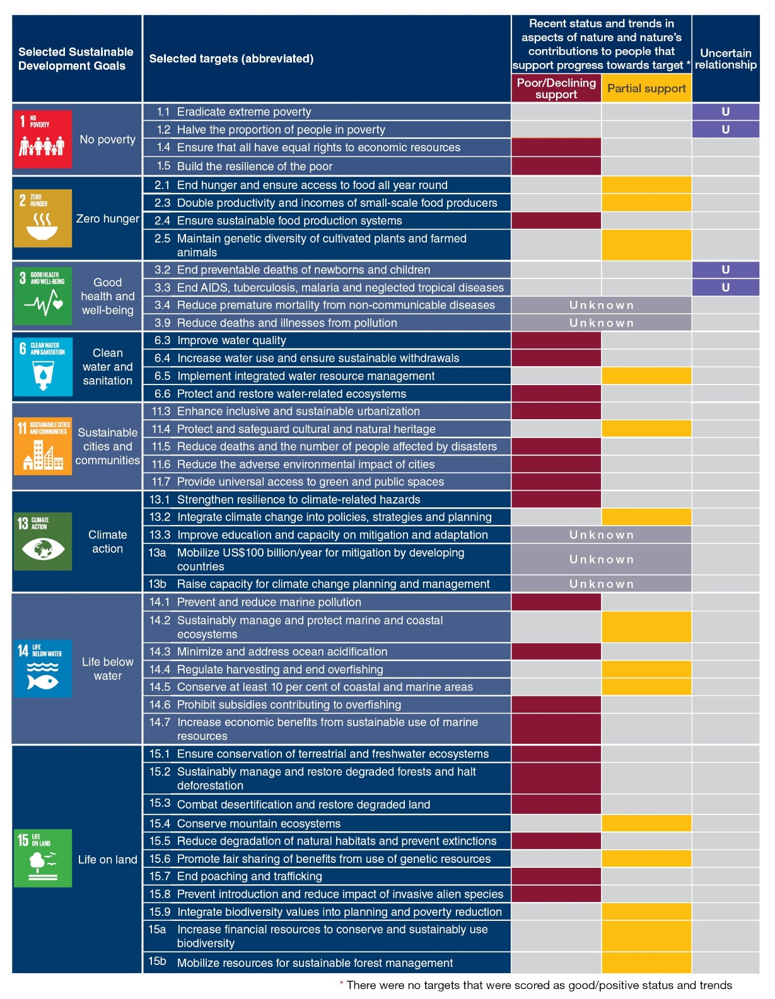 Selected Sustainable
Development Goals
Selected targets (abbreviated)
Recent status and trends in
aspects of nature and nature's
contributions to people that
support progress towards target *
Uncertain
relationship
Poor/Declining
support
Partial support
1 NO
POVERTY
No poverty
1.1 Eradicate extreme poverty
U
1.2 Halve the proportion of people in poverty
U
1.4 Ensure that all have equal rights to economic resources
1.5 Build the resilience of the poor
2 ZERO
HUNGER
Zero hunger
2.1 End hunger and ensure access to food all year round
2.3 Double productivity and incomes of small-scale food producers
2.4 Ensure sustainable food production systems
2.5 Maintain genetic diversity of cultivated plants and farmed
animals
3 GOOD HEALTH
AND WELL-BEING
Good
health and
well-being
3.2 End preventable deaths of newborns and children
U
3.3 End AIDS, tuberculosis, malaria and neglected tropical diseases
U
3.4 Reduce premature mortality from non-communicable diseases
Unknown
3.9 Reduce deaths and illnesses from pollution
Unknown
6 CLEAN WATER
AND SANITATION
Clean
water and
sanitation
6.3 Improve water quality
6.4 Increase water use and ensure sustainable withdrawals
6.5 Implement integrated water resource management
6.6 Protect and restore water-related ecosystems
11 SUSTAINABLE CITIES
AND COMMUNITIES
Sustainable
cities and
communities
11.3 Enhance inclusive and sustainable urbanization
11.4 Protect and safeguard cultural and natural heritage
11.5 Reduce deaths and the number of people affected by disasters
11.6 Reduce the adverse environmental impact of cities
11.7 Provide universal access to green and public spaces
13 CLIMATE
ACTION
Climate
action
13.1 Strengthen resilience to climate-related hazards
13.2 Integrate climate change into policies, strategies and planning
13.3 Improve education and capacity on mitigation and adaptation
Unknown
13a Mobilize US$100 billion/year for mitigation by developing
countries
Unknown
13b Raise capacity for climate change planning and management
Unknown
14 LIFE
BELOW WATER
Life below
water
14.1 Prevent and reduce marine pollution
14.2 Sustainably manage and protect marine and coastal
ecosystems
14.3 Minimize and address ocean acidification
14.4 Regulate harvesting and end overfishing
14.5 Conserve at least 10 per cent of coastal and marine areas
14.6 Prohibit subsidies contributing to overfishing
14.7 Increase economic benefits from sustainable use of marine
resources
15 LIFE
ON LAND
Life on land
15.1 Ensure conservation of terrestrial and freshwater ecosystems
15.2 Sustainably manage and restore degraded forests and halt
deforestation
15.3 Combat desertification and restore degraded land
15.4 Conserve mountain ecosystems
15.5 Reduce degradation of natural habitats and prevent extinctions
15.6 Promote fair sharing of benefits from use of genetic resources
15.7 End poaching and trafficking
15.8 Prevent introduction and reduce impact of invasive alien species
15.9 Integrate biodiversity values into planning and poverty reduction
15a Increase financial resources to conserve and sustainably use
biodiversity
15b Mobilize resources for sustainable forest management
* There were no targets that were scored as good/positive status and trends